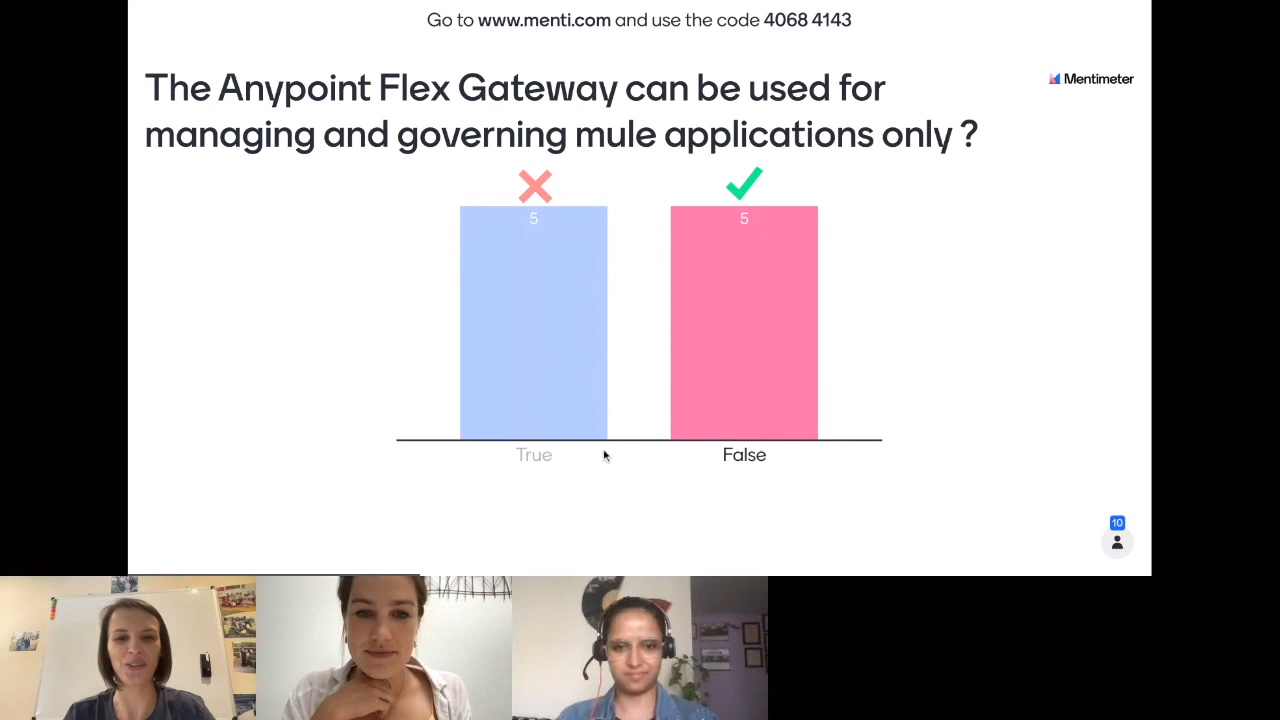 Go to www.menti.com and use the code 4068 4143
Mentimeter
The Anypoint Flex Gateway can be used for
managing and governing mule applications only ?
5
5
True
False
10